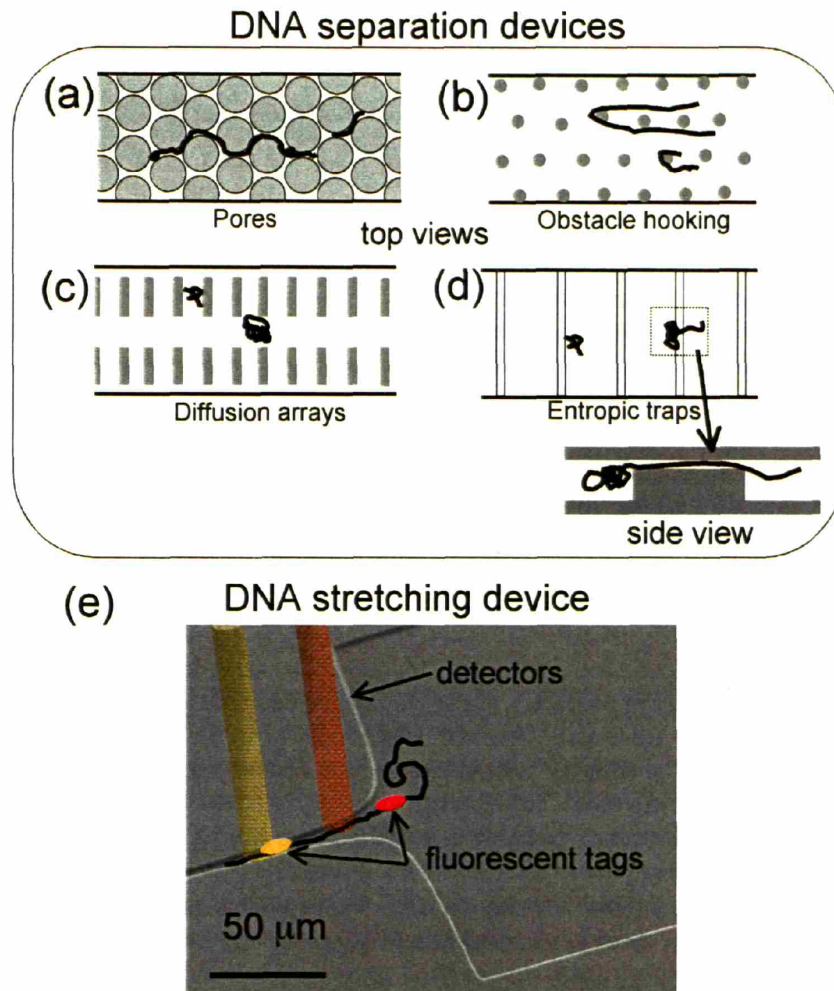 DNA separation devices
(a)
(b)
Pores
Obstacle hooking
top views
(c)
(d)
Diffusion arrays
Entropic traps
side view
(e)
DNA stretching device
detectors
fluorescent tags
50 μm